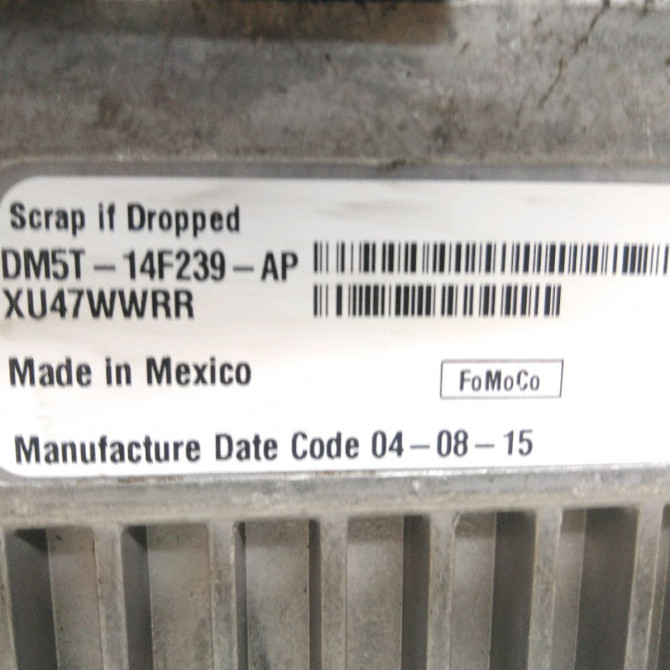 Scrap if Dropped
DM5T-14F239-AP
XU47WWRR
Made in Mexico
FoMoCo
Manufacture Date Code 04-08-15